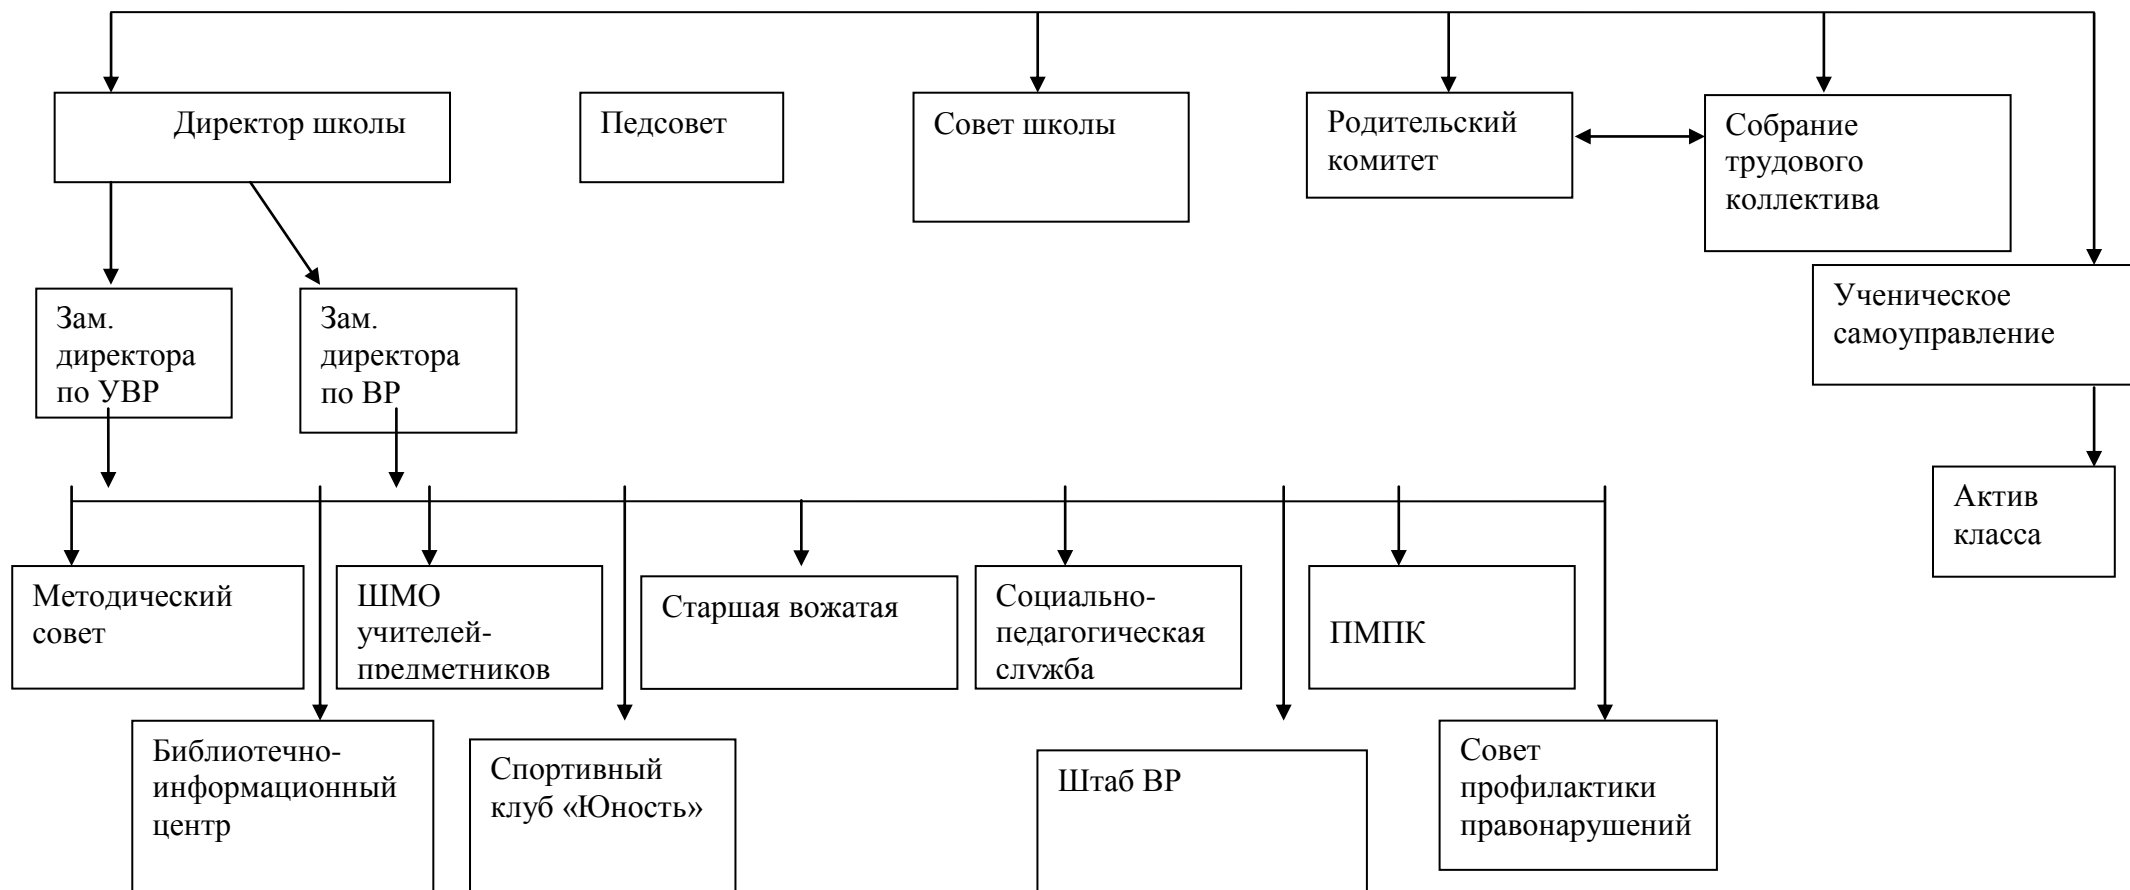 Директор школы
Педсовет
Совет школы
Родительский
комитет
Собрание
трудового
коллектива
Ученическое
самоуправление
Зам.
директора
по УВР
Зам.
директора
по ВР
Актив
класса
Методический
совет
ШМО
учителей-
предметников
Старшая вожатая
Социально-
педагогическая
служба
ПМПК
Библиотечно-
информационный
центр
Спортивный
клуб «Юность»
Штаб ВР
Совет
профилактики
правонарушений